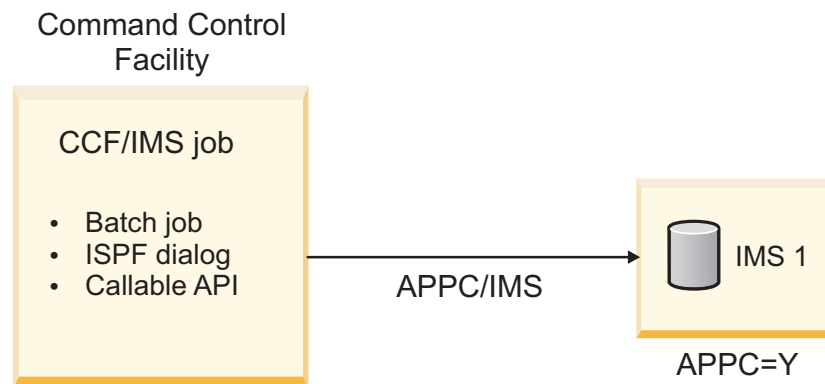 Command Control
Facility
CCF/IMS job
• Batch job
• ISPF dialog
• Callable API
APPC/IMS
IMS 1
APPC=Y